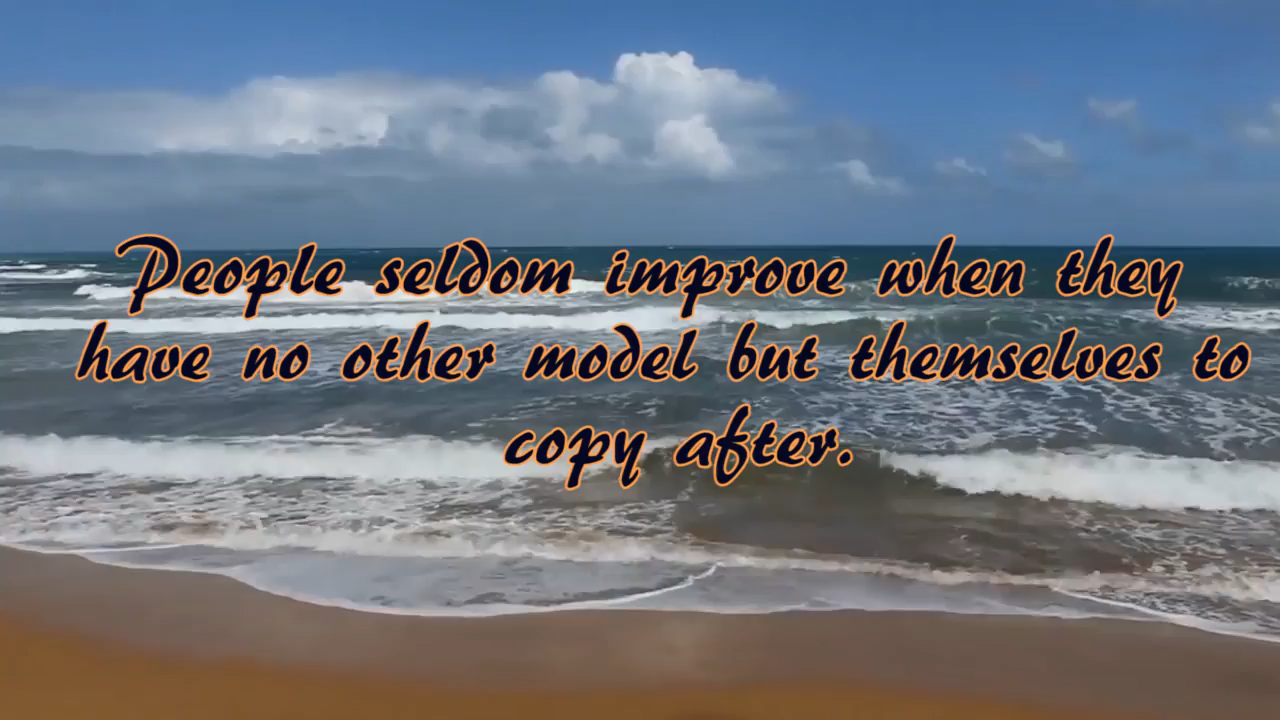 People seldom improve when they
have no other model but themselves to
copy after.